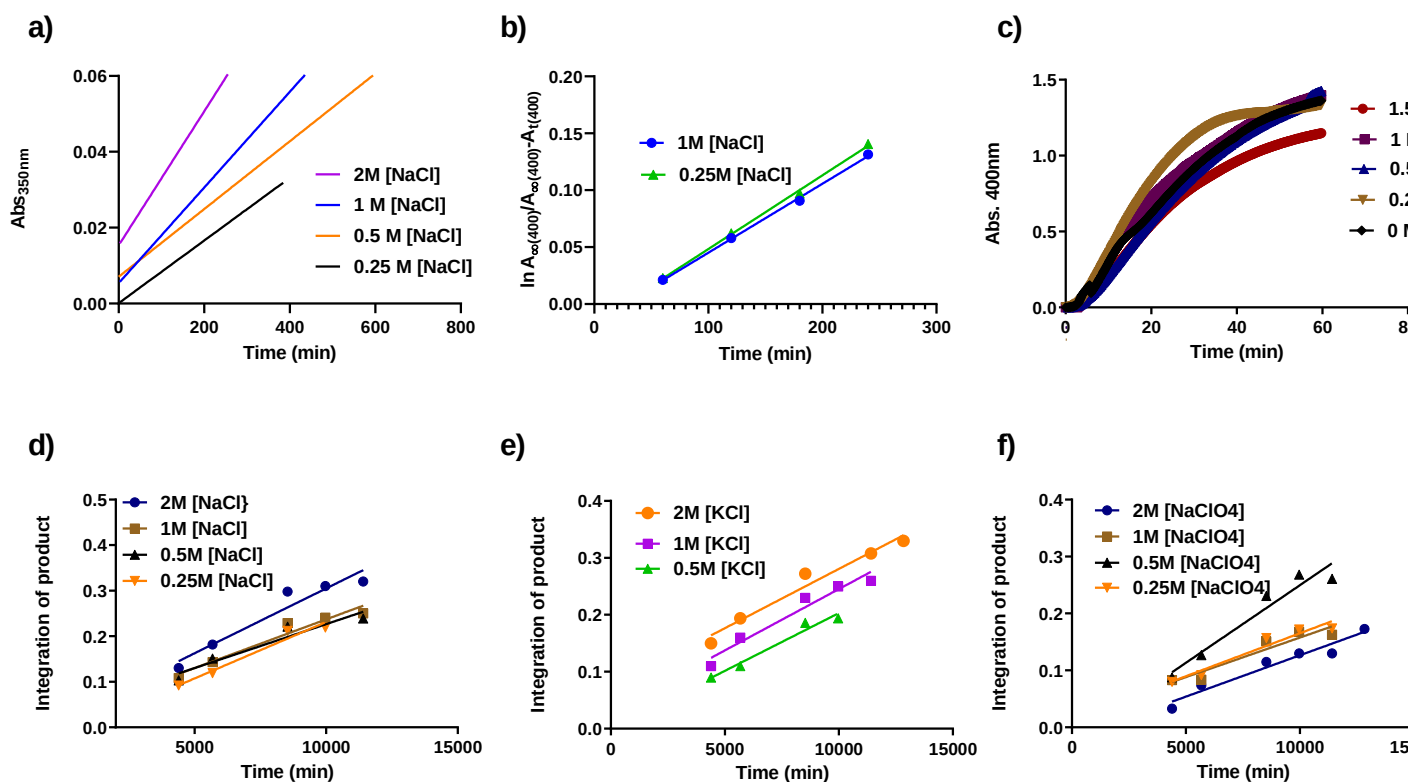 a)
0.06
0.04
0.02
0.00
Abs350nm
2M [NaCl]
1 M [NaCl]
0.5 M [NaCl]
0.25 M [NaCl]
0 200 400 600 800
Time (min)
b)
0.20
0.15
0.10
0.05
0.00
ln A∞(400)/A∞(400)-At(400)
1M [NaCl]
0.25M [NaCl]
0 100 200 300
Time (min)
c)
1.5
1.0
0.5
0.0
Abs. 400nm
1.5
1
0.5
0.2
0 M
0 20 40 60
Time (min)
d)
0.5
0.4
0.3
0.2
0.1
0.0
Integration of product
2M [NaCl}
1M [NaCl]
0.5M [NaCl]
0.25M [NaCl]
5000 10000 15000
Time (min)
e)
0.4
0.3
0.2
0.1
0.0
Integration of product
2M [KCl]
1M [KCl]
0.5M [KCl]
0 5000 10000 15000
Time (min)
f)
0.4
0.3
0.2
0.1
0.0
Integration of product
2M [NaClO4]
1M [NaClO4]
0.5M [NaClO4]
0.25M [NaClO4]
0 5000 10000
Time (min)